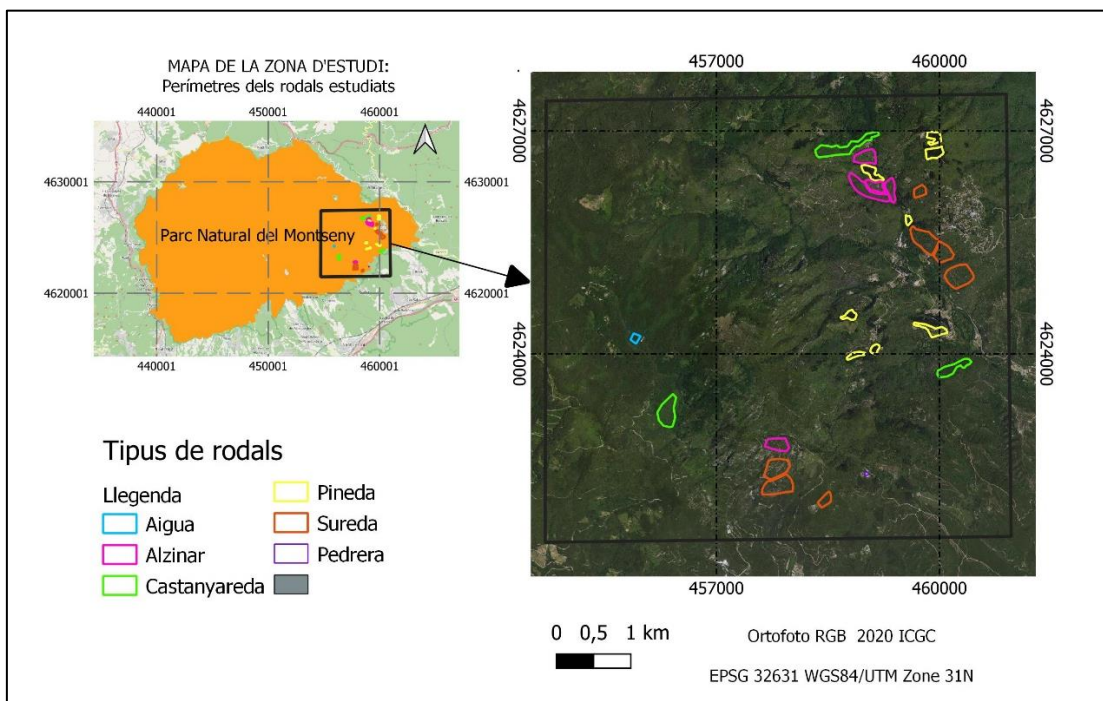 MAPA DE LA ZONA D'ESTUDI:
Perímetres dels rodals estudiats
440001 450001 460001
4630001 4630001
Parc Natural del Montseny
4620001 4620001
440001 450001 460001
457000 460000
4627000 4627000
4624000 4624000
457000 460000
Tipus de rodals
Llegenda
Aigua
Alzinar
Castanyareda
Pineda
Sureda
Pedrera
0 0,5 1 km
Ortofoto RGB 2020 ICGC
EPSG 32631 WGS84/UTM Zone 31N